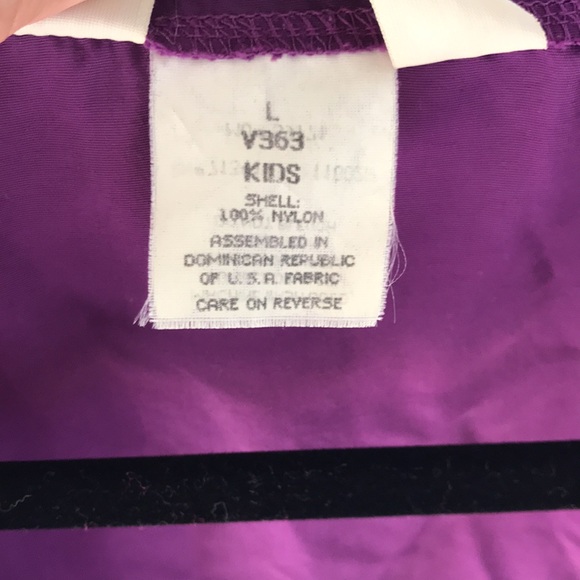 L
V363
KIDS
SHELL:
100% NYLON
ASSEMBLED IN
DOMINICAN REPUBLIC
OF U.S.A. FABRIC
CARE ON REVERSE